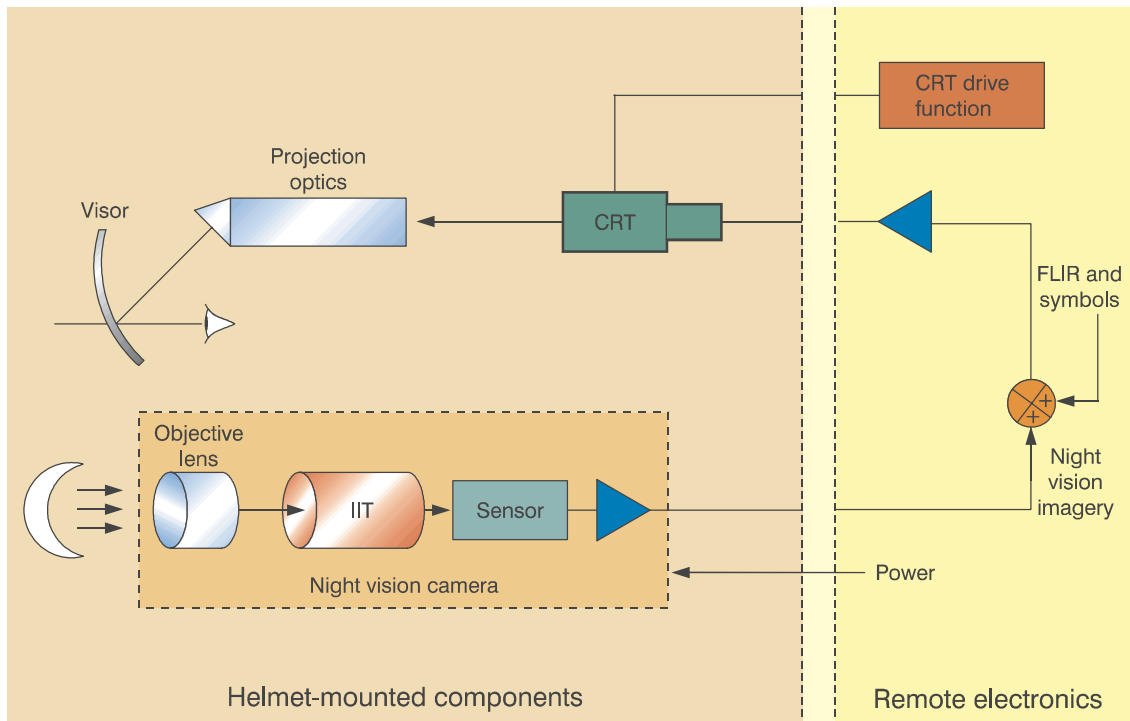 CRT drive
function
Projection
optics
Visor
CRT
FLIR and
symbols
+
+
Objective
lens
IIT
Sensor
Night
vision
imagery
Night vision camera
Power
Helmet-mounted components
Remote electronics